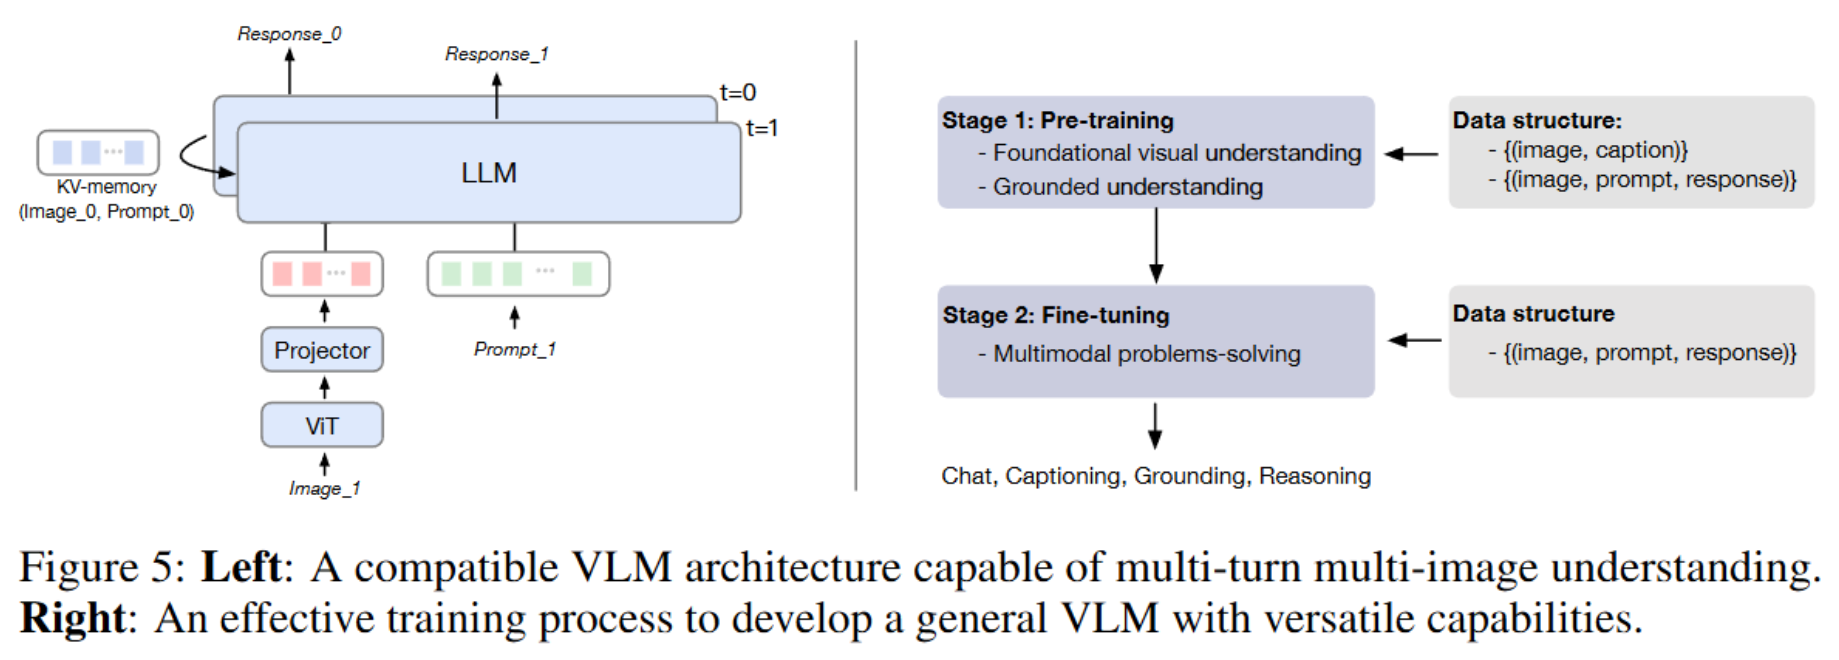 Response_0
Response_1
t=0
t=1
LLM
KV-memory
(Image_0, Prompt_0)
Projector
Prompt_1
ViT
Image_1
Stage 1: Pre-training
- Foundational visual understanding
- Grounded understanding
Data structure:
- {(image, caption)}
- {(image, prompt, response)}
Stage 2: Fine-tuning
- Multimodal problems-solving
Data structure
- {(image, prompt, response)}
Chat, Captioning, Grounding, Reasoning
Figure 5: Left: A compatible VLM architecture capable of multi-turn multi-image understanding.
Right: An effective training process to develop a general VLM with versatile capabilities.